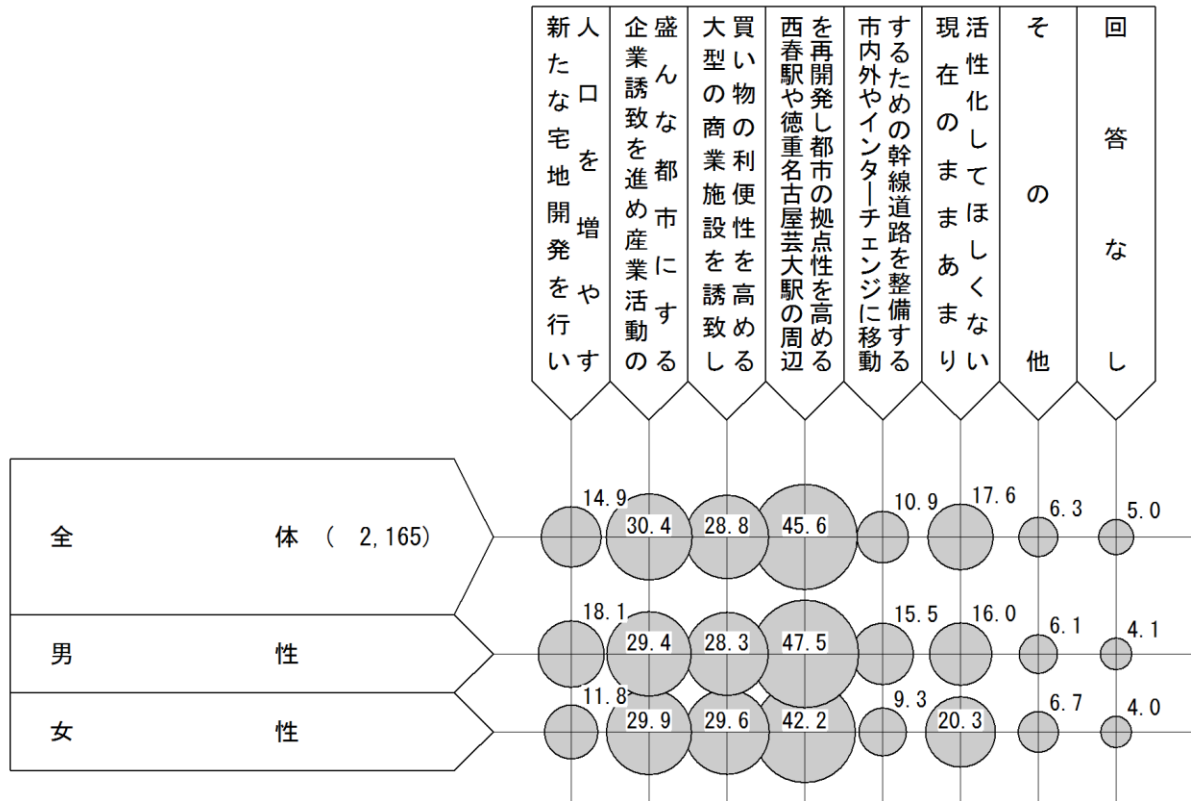 新たな宅地開発を行い
人口を増やす
企業誘致を進め産業活動の
盛んな都市にする
大型の商業施設を誘致し
買い物の利便性を高める
西春駅や徳重名古屋芸大駅の周辺
を再開発し都市の拠点性を高める
市内外やインターチェンジに移動
するための幹線道路を整備する
現在のままあまり
活性化してほしくない
その他
回答なし
全体 ( 2,165) 14.9 30.4 28.8 45.6 10.9 17.6 6.3 5.0
男性 18.1 29.4 28.3 47.5 15.5 16.0 6.1 4.1
女性 11.8 29.9 29.6 42.2 9.3 20.3 6.7 4.0